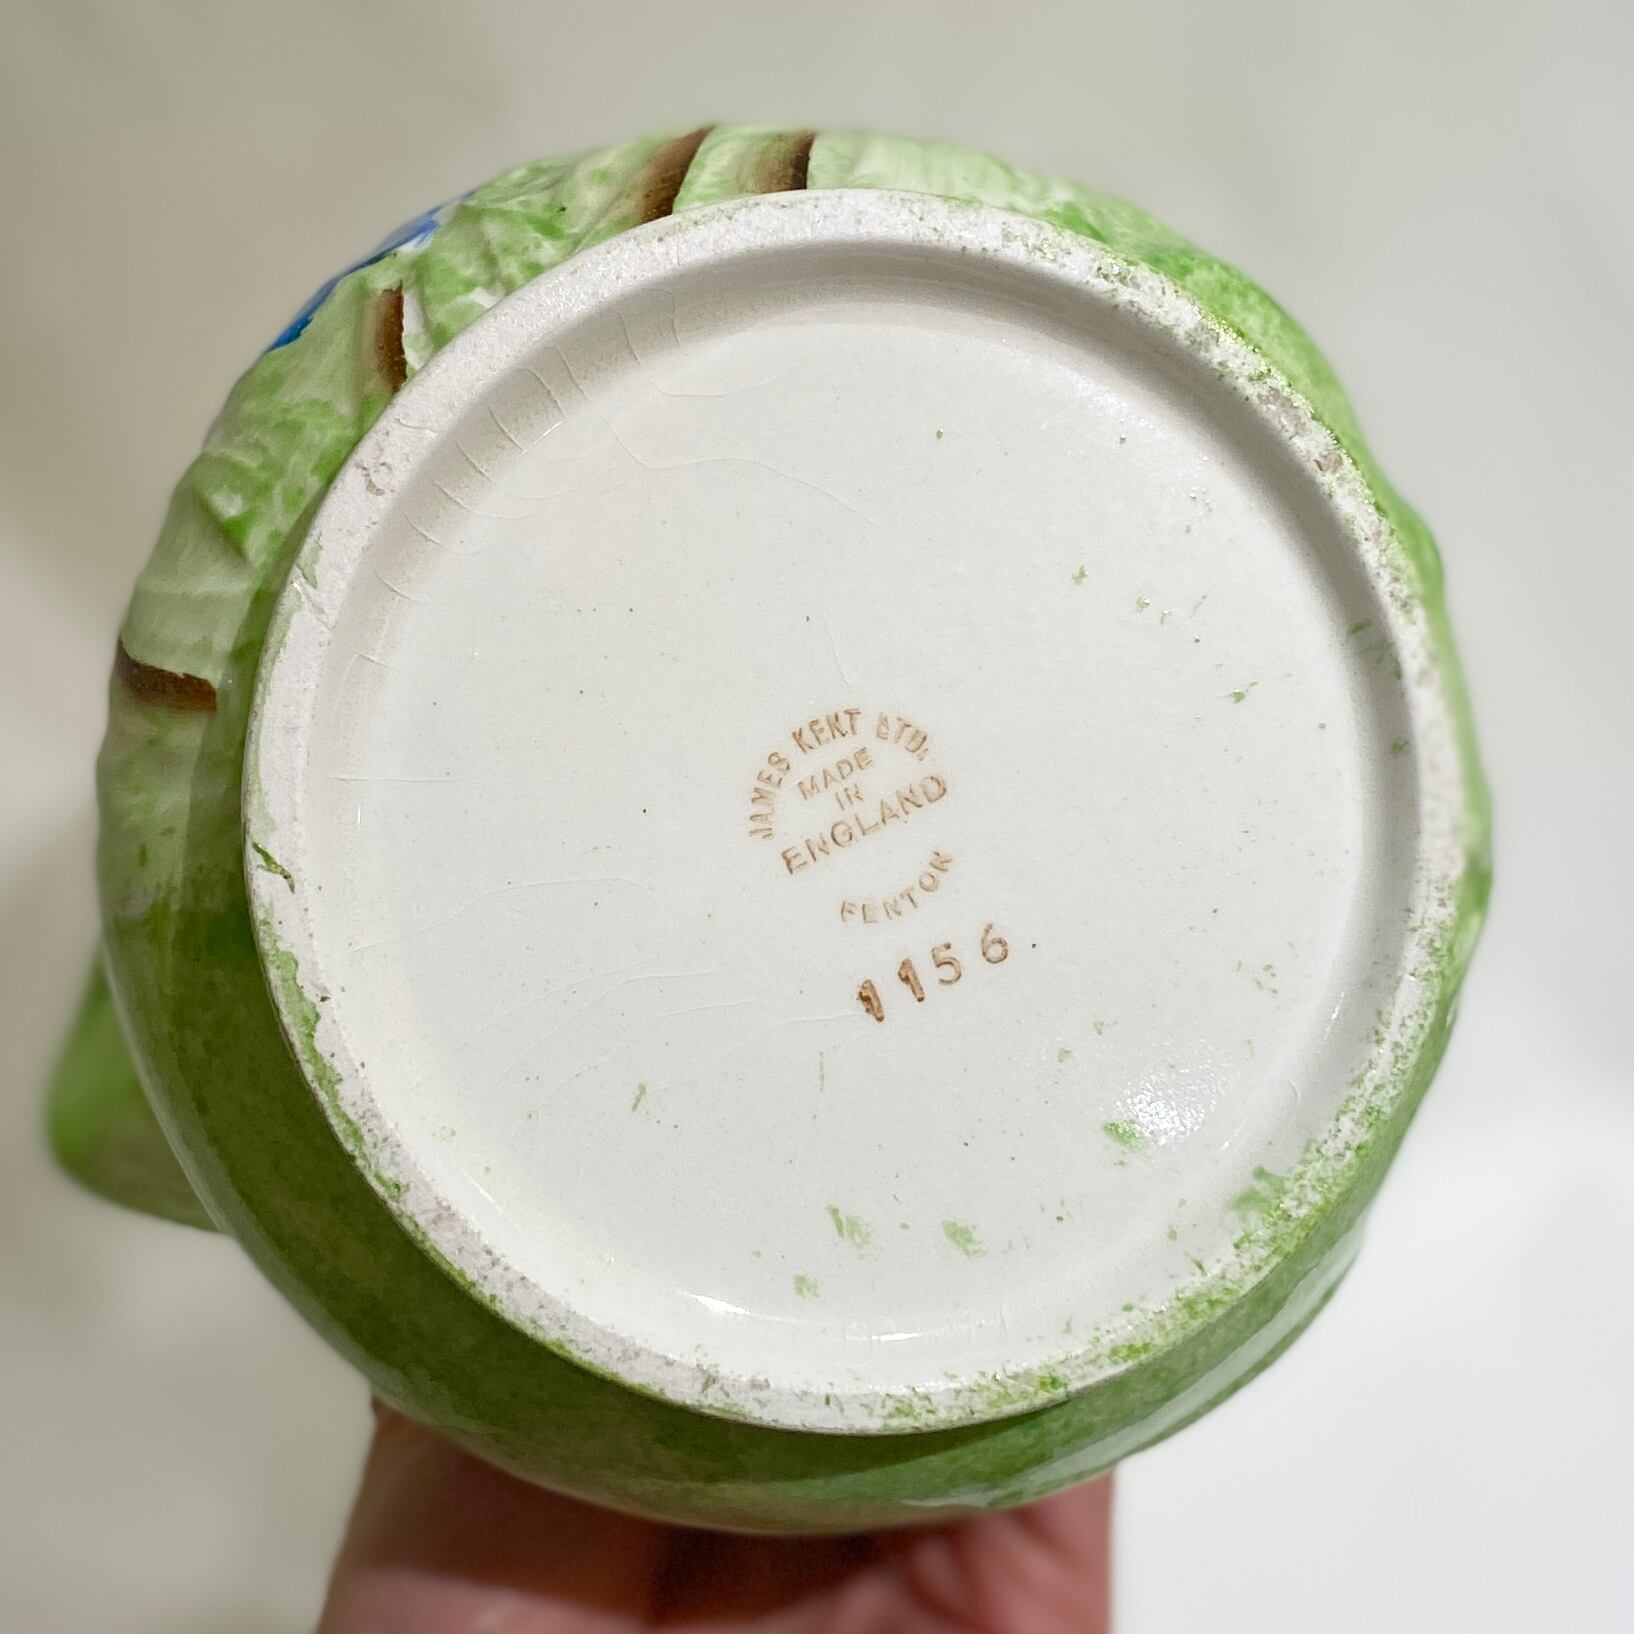 JAMES KENT LTD.
MADE
IN
ENGLAND
FENTON
1156